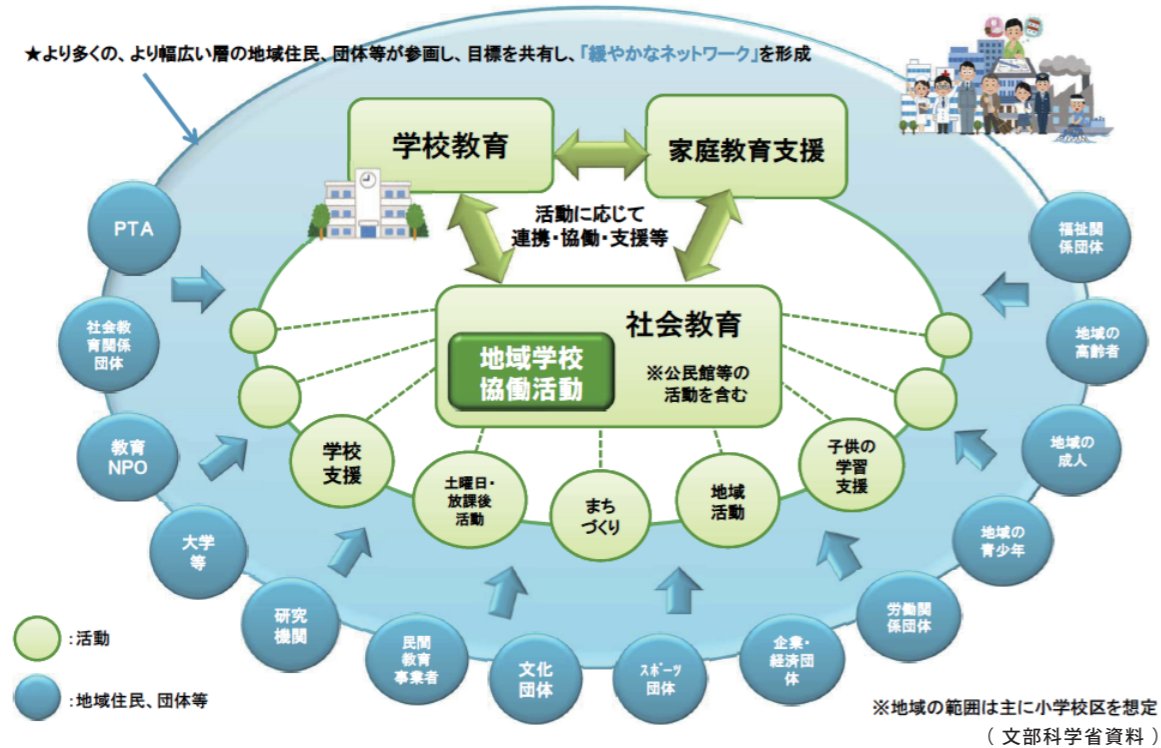 ★より多くの、より幅広い層の地域住民、団体等が参画し、目標を共有し、「緩やかなネットワーク」を形成
学校教育
家庭教育支援
活動に応じて
連携・協働・支援等
社会教育
地域学校
協働活動
※公民館等の
活動を含む
学校
支援
土曜日・
放課後
活動
まち
づくり
地域
活動
子供の
学習
支援
PTA
社会教
育関係
団体
教育
NPO
大学
等
研究
機関
民間
教育
事業者
文化
団体
スポーツ
団体
企業・
経済団
体
労働関
係団体
地域の
青少年
地域の
成人
地域の
高齢者
福祉関
係団体
:活動
:地域住民、団体等
※地域の範囲は主に小学校区を想定
（ 文部科学省資料 ）